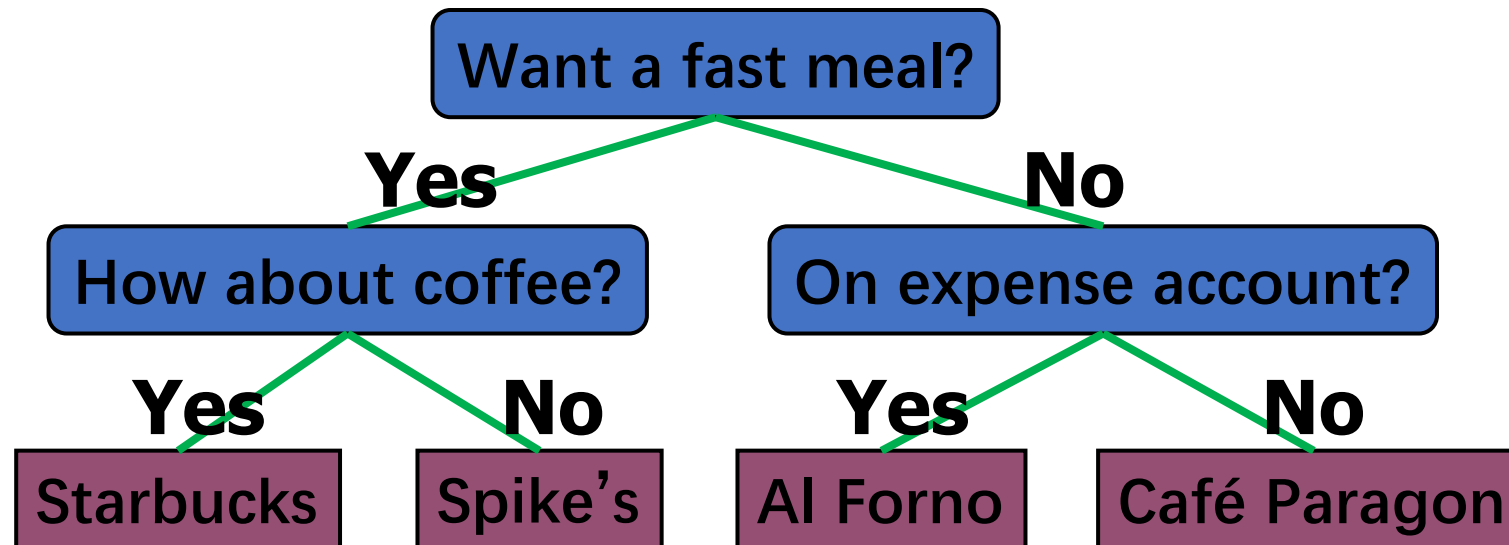 Want a fast meal?
Yes
No
How about coffee?
On expense account?
Yes
No
Yes
No
Starbucks
Spike’s
Al Forno
Café Paragon